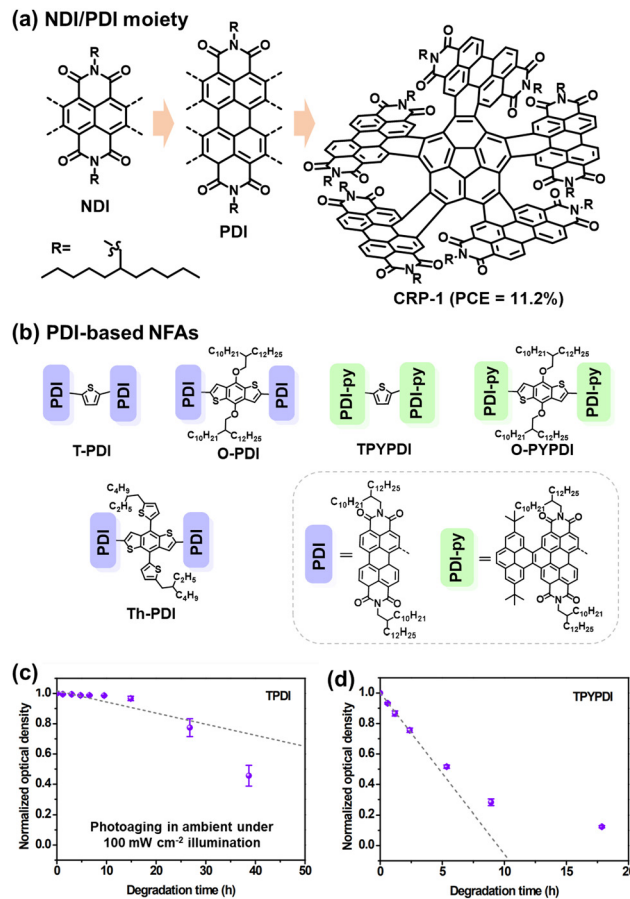 (a) NDI/PDI moiety
R
O N O
O N O
R
NDI
R
O N O
O N O
R
PDI
R=
R N O O
O N-R
CRP-1 (PCE = 11.2%)
(b) PDI-based NFAs
PDI S PDI
T-PDI
C10H21 C12H25
PDI O S S O PDI
C10H21 C12H25
O-PDI
PDI-py S PDI-py
TPYPDI
C10H21 C12H25
PDI-py O S S O PDI-py
C10H21 C12H25
O-PYPDI
C4H9
C2H5 S
PDI S S PDI
S C2H5
C4H9
Th-PDI
PDI =
C12H25
C10H21
O N O
O N O
C10H21
C12H25
PDI-py =
C12H25
C10H21
O N O
O N O
C10H21
C12H25
(c)
TPDI
Normalized optical density
1.0
0.8
0.6
0.4
0.2
0.0
Photoaging in ambient under
100 mW cm-2 illumination
0 10 20 30 40 50
Degradation time (h)
(d)
TPYPDI
Normalized optical density
1.0
0.8
0.6
0.4
0.2
0 5 10 15 20
Degradation time (h)